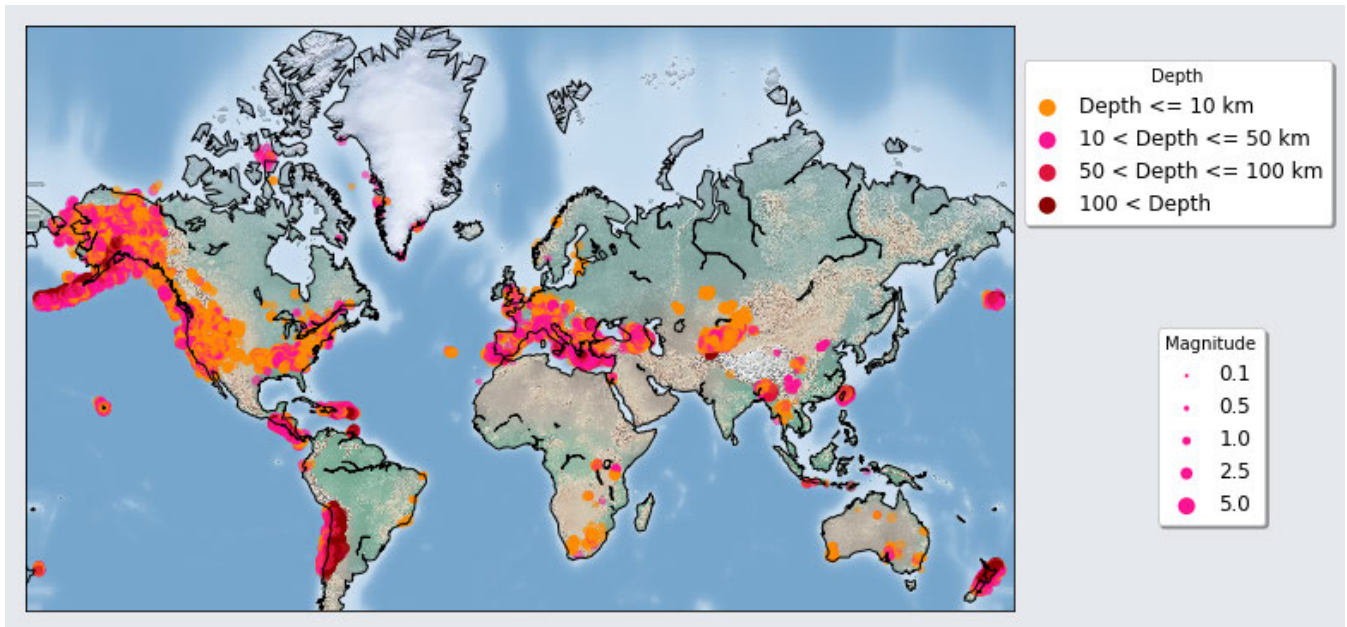 Depth
Depth <= 10 km
10 < Depth <= 50 km
50 < Depth <= 100 km
100 < Depth
Magnitude
0.1
0.5
1.0
2.5
5.0